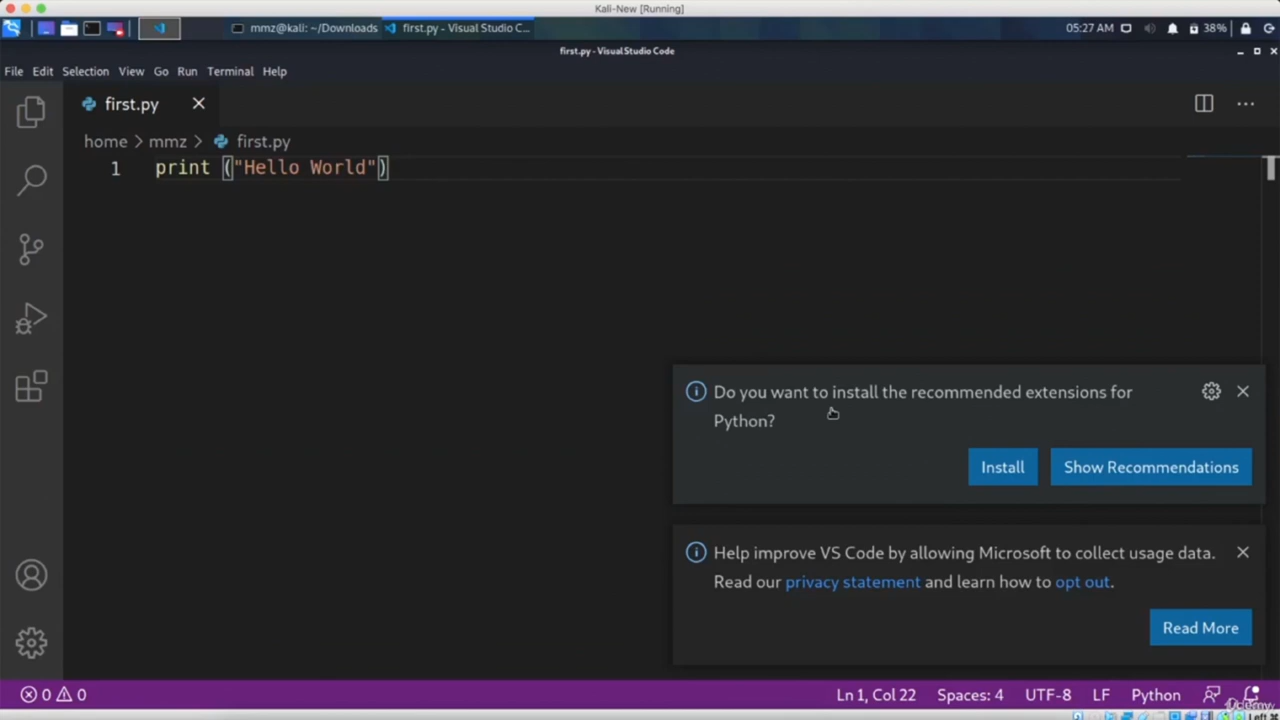 Kali-New [Running]
mmz@kali: ~/Downloads
first.py - Visual Studio C...
05:27 AM
38%
first.py - Visual Studio Code
File Edit Selection View Go Run Terminal Help
first.py
home > mmz > first.py
1 print ("Hello World")
Do you want to install the recommended extensions for
Python?
Install Show Recommendations
Help improve VS Code by allowing Microsoft to collect usage data.
Read our privacy statement and learn how to opt out.
Read More
0 0 Ln 1, Col 22 Spaces: 4 UTF-8 LF Python
Udemy
Left ⌘